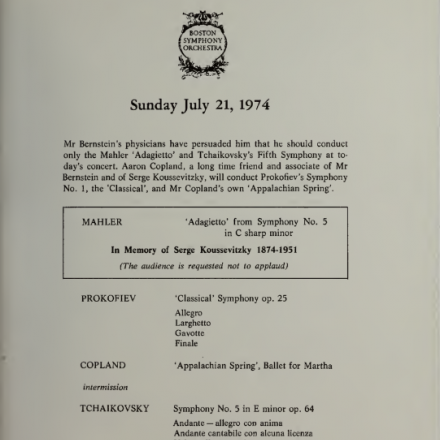 BOSTON
SYMPHONY
ORCHESTRA
Sunday July 21, 1974
Mr Bernstein's physicians have persuaded him that he should conduct
only the Mahler 'Adagietto' and Tchaikovsky's Fifth Symphony at to-
day's concert. Aaron Copland, a long time friend and associate of Mr
Bernstein and of Serge Koussevitzky, will conduct Prokofiev's Symphony
No. 1, the 'Classical', and Mr Copland's own 'Appalachian Spring'.
MAHLER 'Adagietto' from Symphony No. 5
in C sharp minor
In Memory of Serge Koussevitzky 1874-1951
(The audience is requested not to applaud)
PROKOFIEV 'Classical' Symphony op. 25
Allegro
Larghetto
Gavotte
Finale
COPLAND 'Appalachian Spring', Ballet for Martha
intermission
TCHAIKOVSKY Symphony No. 5 in E minor op. 64
Andante — allegro con anima
Andante cantabile con alcuna licenza